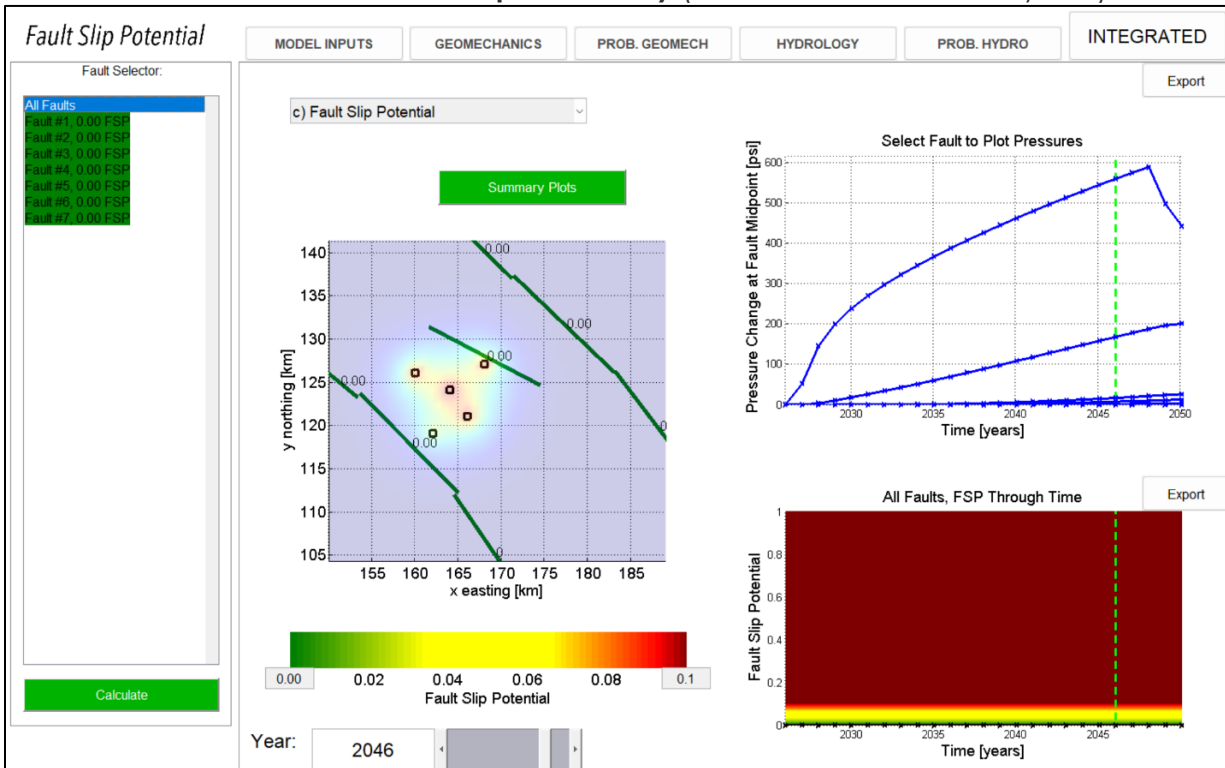 Fault Slip Potential
MODEL INPUTS
GEOMECHANICS
PROB. GEOMECH
HYDROLOGY
PROB. HYDRO
INTEGRATED
Fault Selector:
All Faults
Fault #1, 0.00 FSP
Fault #2, 0.00 FSP
Fault #3, 0.00 FSP
Fault #4, 0.00 FSP
Fault #5, 0.00 FSP
Fault #6, 0.00 FSP
Fault #7, 0.00 FSP
Calculate
Export
c) Fault Slip Potential
Summary Plots
y northing [km]
140
135
130
125
120
115
110
105
0.00
0.00
0.00
0.00
0.00
0
0
155 160 165 170 175 180 185
x easting [km]
0.00 0.02 0.04 0.06 0.08 0.1
Fault Slip Potential
Year: 2046
Select Fault to Plot Pressures
Pressure Change at Fault Midpoint [psi]
600
500
400
300
200
100
0
2030 2035 2040 2045 2050
Time [years]
Export
All Faults, FSP Through Time
Fault Slip Potential
1
0.8
0.6
0.4
0.2
0
2030 2035 2040 2045
Time [years]